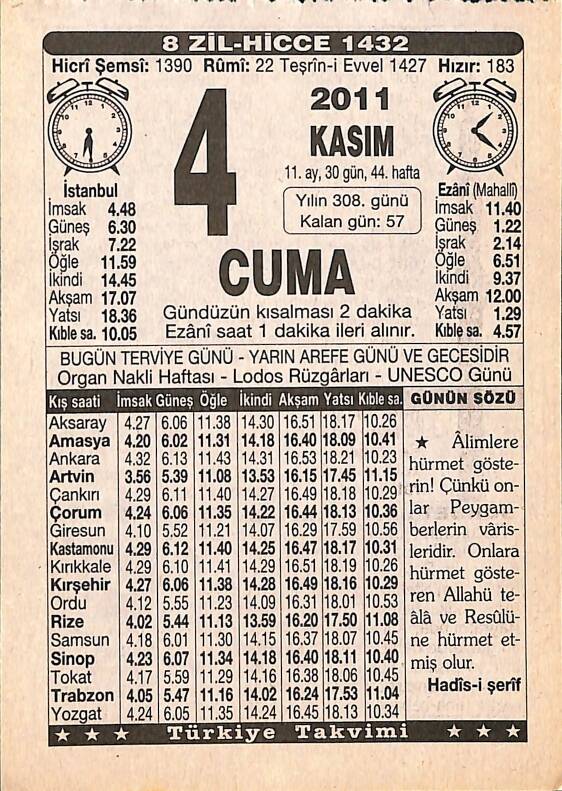 8 ZİL-HİCCE 1432
Hicrî Şemsî: 1390 Rûmî: 22 Teşrîn-i Evvel 1427 Hızır: 183
4
2011
KASIM
11. ay, 30 gün, 44. hafta
Yılın 308. günü
Kalan gün: 57
CUMA
Gündüzün kısalması 2 dakika
Ezânî saat 1 dakika ileri alınır.
İstanbul
İmsak 4.48
Güneş 6.30
İşrak 7.22
Öğle 11.59
İkindi 14.45
Akşam 17.07
Yatsı 18.36
Kıble sa. 10.05
Ezânî (Mahallî)
İmsak 11.40
Güneş 1.22
İşrak 2.14
Öğle 6.51
İkindi 9.37
Akşam 12.00
Yatsı 1.29
Kıble sa. 4.57
BUGÜN TERVİYE GÜNÜ - YARIN AREFE GÜNÜ VE GECESİDİR
Organ Nakli Haftası - Lodos Rüzgârları - UNESCO Günü
Kış saati İmsak Güneş Öğle İkindi Akşam Yatsı Kıble sa.
Aksaray 4.27 6.06 11.38 14.30 16.51 18.17 10.26
Amasya 4.20 6.02 11.31 14.18 16.40 18.09 10.41
Ankara 4.32 6.13 11.43 14.31 16.53 18.21 10.23
Artvin 3.56 5.39 11.08 13.53 16.15 17.45 11.15
Çankırı 4.29 6.11 11.40 14.27 16.49 18.18 10.29
Çorum 4.24 6.06 11.35 14.22 16.44 18.13 10.36
Giresun 4.10 5.52 11.21 14.07 16.29 17.59 10.56
Kastamonu 4.29 6.12 11.40 14.25 16.47 18.17 10.31
Kırıkkale 4.29 6.10 11.41 14.29 16.51 18.19 10.26
Kırşehir 4.27 6.06 11.38 14.28 16.49 18.16 10.29
Ordu 4.12 5.55 11.23 14.09 16.31 18.01 10.53
Rize 4.02 5.44 11.13 13.59 16.20 17.50 11.08
Samsun 4.18 6.01 11.30 14.15 16.37 18.07 10.45
Sinop 4.23 6.07 11.34 14.18 16.40 18.11 10.40
Tokat 4.17 5.59 11.29 14.16 16.38 18.06 10.45
Trabzon 4.05 5.47 11.16 14.02 16.24 17.53 11.04
Yozgat 4.24 6.05 11.35 14.24 16.45 18.13 10.34
GÜNÜN SÖZÜ
★ Âlimlere
hürmet göste-
rin! Çünkü on-
lar Peygam-
berlerin vâris-
leridir. Onlara
hürmet göste-
ren Allahü te-
âlâ ve Resûlü-
ne hürmet et-
miş olur.
Hadîs-i şerîf
★ ★ ★ Türkiye Takvimi ★ ★ ★